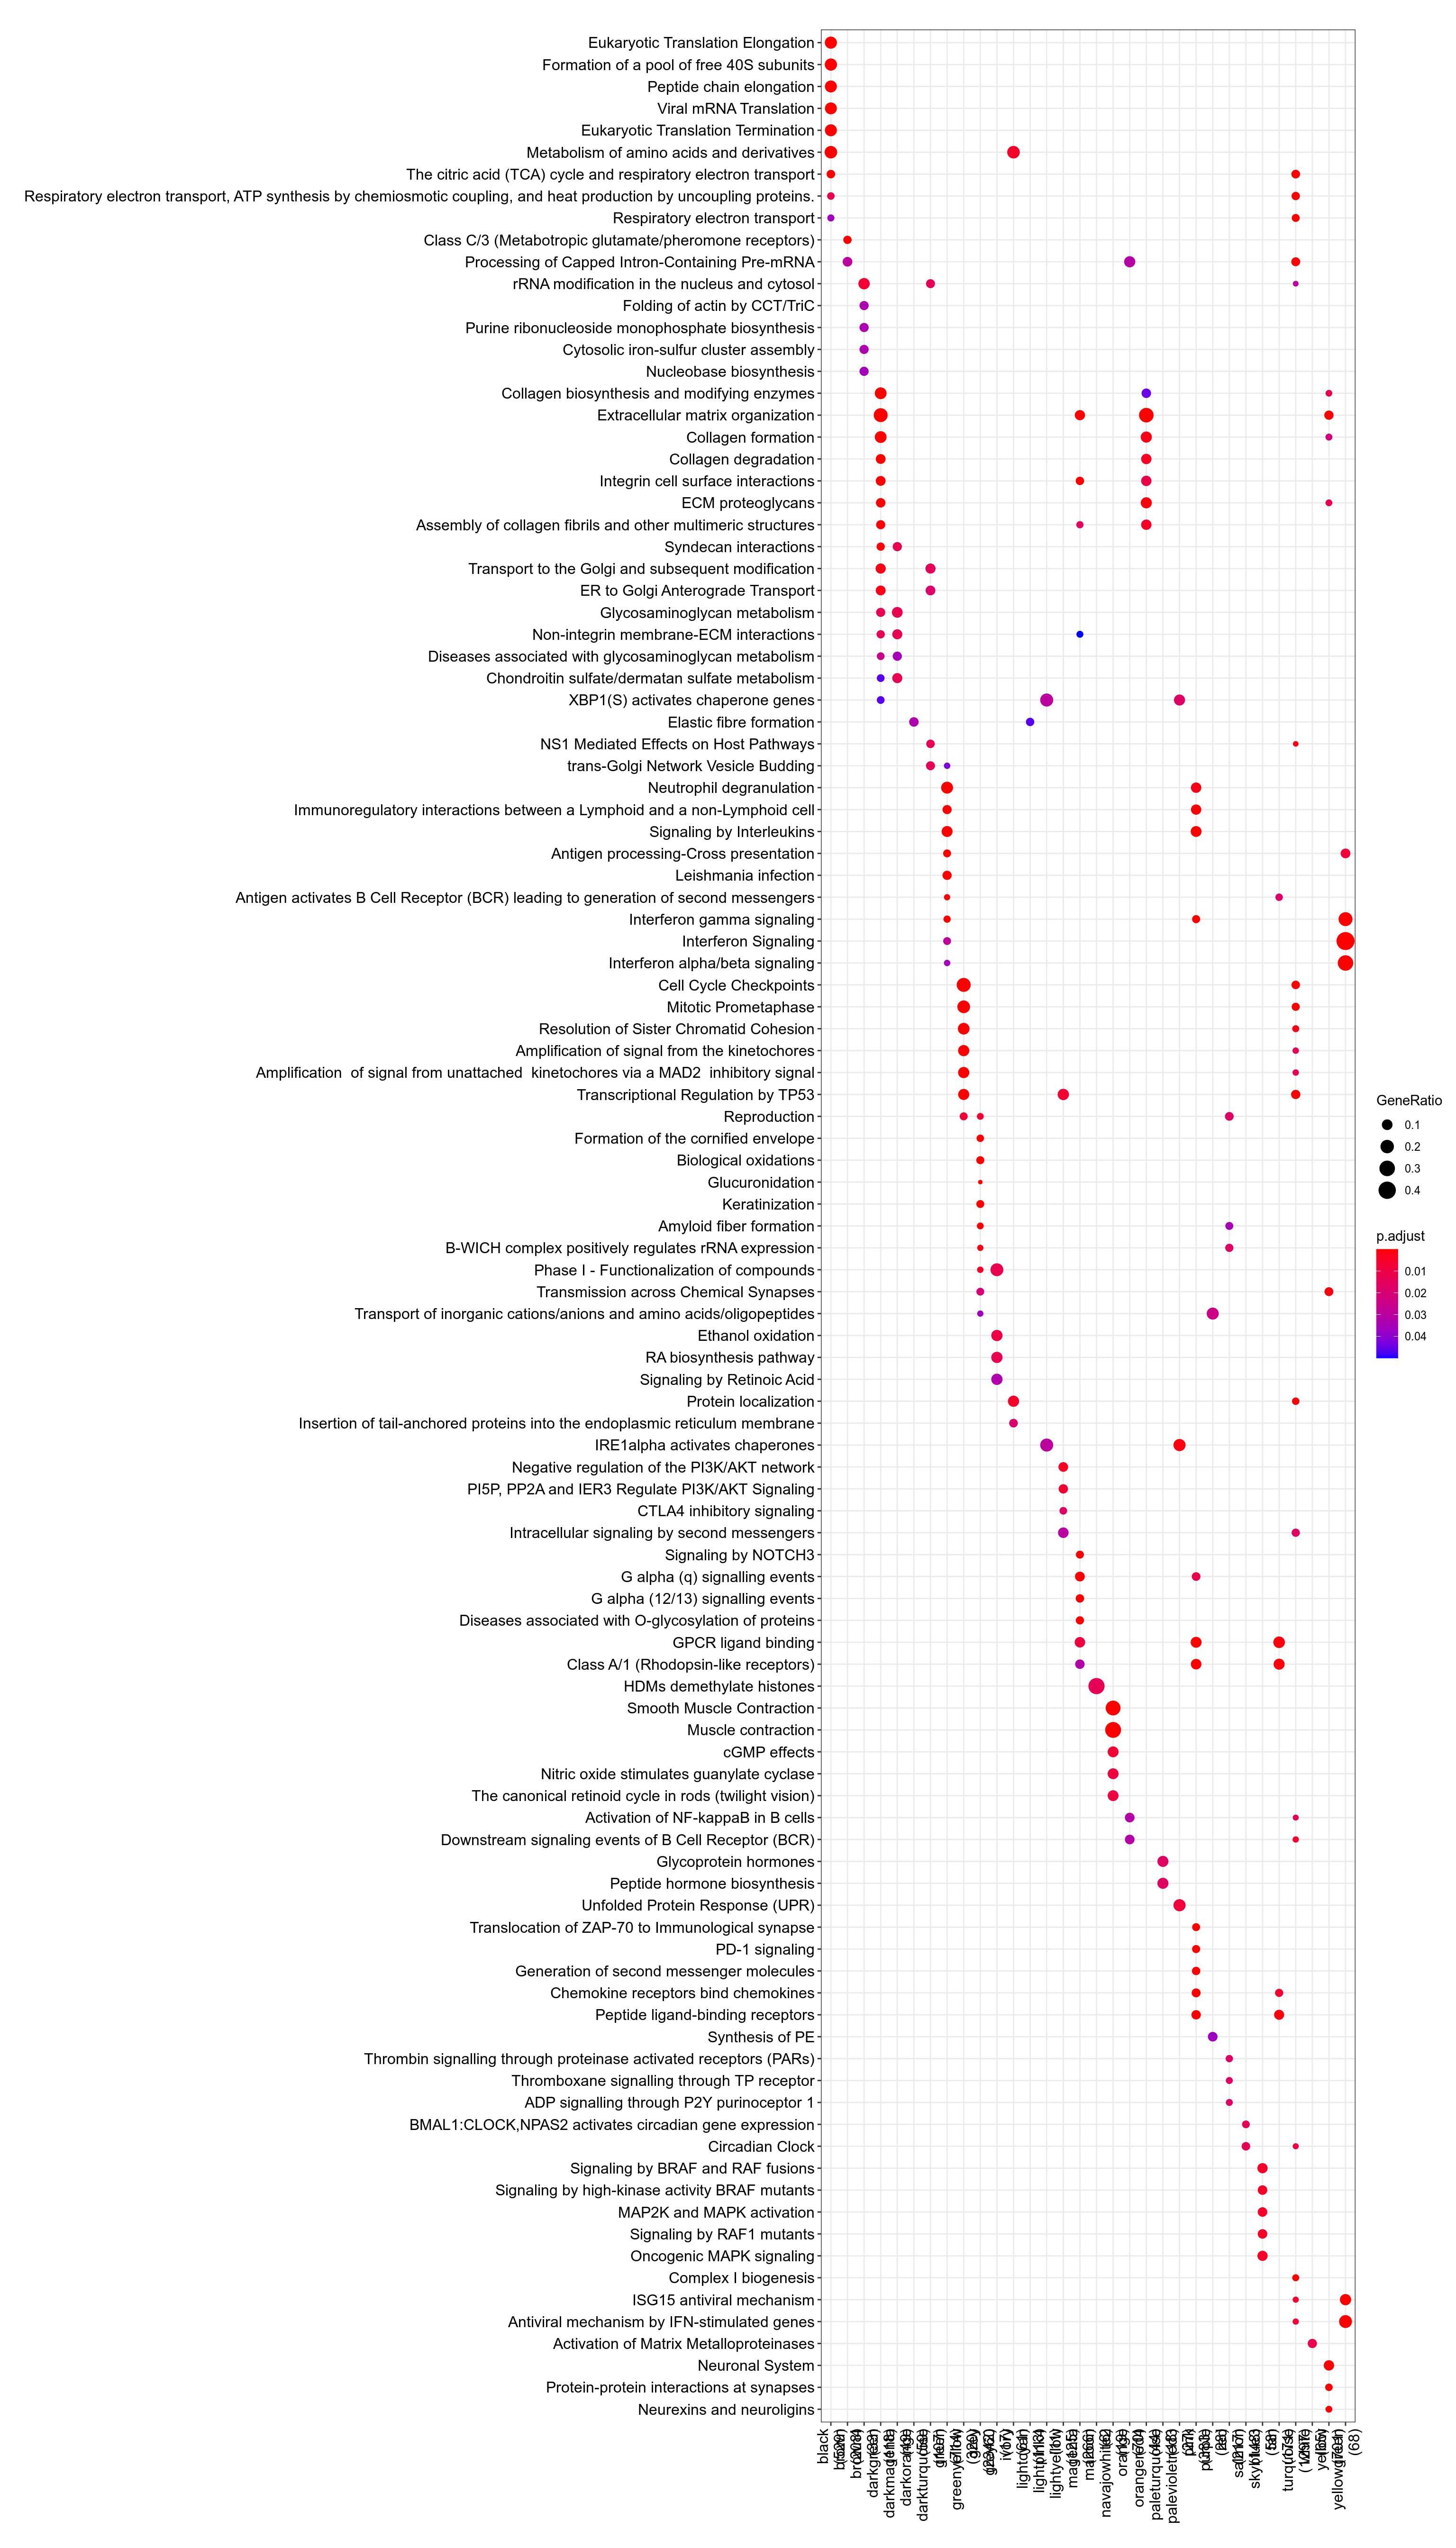 Eukaryotic Translation Elongation
Formation of a pool of free 40S subunits
Peptide chain elongation
Viral mRNA Translation
Eukaryotic Translation Termination
Metabolism of amino acids and derivatives
The citric acid (TCA) cycle and respiratory electron transport
Respiratory electron transport, ATP synthesis by chemiosmotic coupling, and heat production by uncoupling proteins.
Respiratory electron transport
Class C/3 (Metabotropic glutamate/pheromone receptors)
Processing of Capped Intron-Containing Pre-mRNA
rRNA modification in the nucleus and cytosol
Folding of actin by CCT/TriC
Purine ribonucleoside monophosphate biosynthesis
Cytosolic iron-sulfur cluster assembly
Nucleobase biosynthesis
Collagen biosynthesis and modifying enzymes
Extracellular matrix organization
Collagen formation
Collagen degradation
Integrin cell surface interactions
ECM proteoglycans
Assembly of collagen fibrils and other multimeric structures
Syndecan interactions
Transport to the Golgi and subsequent modification
ER to Golgi Anterograde Transport
Glycosaminoglycan metabolism
Non-integrin membrane-ECM interactions
Diseases associated with glycosaminoglycan metabolism
Chondroitin sulfate/dermatan sulfate metabolism
XBP1(S) activates chaperone genes
Elastic fibre formation
NS1 Mediated Effects on Host Pathways
trans-Golgi Network Vesicle Budding
Neutrophil degranulation
Immunoregulatory interactions between a Lymphoid and a non-Lymphoid cell
Signaling by Interleukins
Antigen processing-Cross presentation
Leishmania infection
Antigen activates B Cell Receptor (BCR) leading to generation of second messengers
Interferon gamma signaling
Interferon Signaling
Interferon alpha/beta signaling
Cell Cycle Checkpoints
Mitotic Prometaphase
Resolution of Sister Chromatid Cohesion
Amplification of signal from the kinetochores
Amplification  of signal from unattached  kinetochores via a MAD2  inhibitory signal
Transcriptional Regulation by TP53
Reproduction
Formation of the cornified envelope
Biological oxidations
Glucuronidation
Keratinization
Amyloid fiber formation
B-WICH complex positively regulates rRNA expression
Phase I - Functionalization of compounds
Transmission across Chemical Synapses
Transport of inorganic cations/anions and amino acids/oligopeptides
Ethanol oxidation
RA biosynthesis pathway
Signaling by Retinoic Acid
Protein localization
Insertion of tail-anchored proteins into the endoplasmic reticulum membrane
IRE1alpha activates chaperones
Negative regulation of the PI3K/AKT network
PI5P, PP2A and IER3 Regulate PI3K/AKT Signaling
CTLA4 inhibitory signaling
Intracellular signaling by second messengers
Signaling by NOTCH3
G alpha (q) signalling events
G alpha (12/13) signalling events
Diseases associated with O-glycosylation of proteins
GPCR ligand binding
Class A/1 (Rhodopsin-like receptors)
HDMs demethylate histones
Smooth Muscle Contraction
Muscle contraction
cGMP effects
Nitric oxide stimulates guanylate cyclase
The canonical retinoid cycle in rods (twilight vision)
Activation of NF-kappaB in B cells
Downstream signaling events of B Cell Receptor (BCR)
Glycoprotein hormones
Peptide hormone biosynthesis
Unfolded Protein Response (UPR)
Translocation of ZAP-70 to Immunological synapse
PD-1 signaling
Generation of second messenger molecules
Chemokine receptors bind chemokines
Peptide ligand-binding receptors
Synthesis of PE
Thrombin signalling through proteinase activated receptors (PARs)
Thromboxane signalling through TP receptor
ADP signalling through P2Y purinoceptor 1
BMAL1:CLOCK,NPAS2 activates circadian gene expression
Circadian Clock
Signaling by BRAF and RAF fusions
Signaling by high-kinase activity BRAF mutants
MAP2K and MAPK activation
Signaling by RAF1 mutants
Oncogenic MAPK signaling
Complex I biogenesis
ISG15 antiviral mechanism
Antiviral mechanism by IFN-stimulated genes
Activation of Matrix Metalloproteinases
Neuronal System
Protein-protein interactions at synapses
Neurexins and neuroligins
GeneRatio
0.1
0.2
0.3
0.4
p.adjust
0.01
0.02
0.03
0.04
black
darkgreen
darkturquoise
greenyellow
ivory
lightyellow
navajowhite2
yellowgreen
(68)